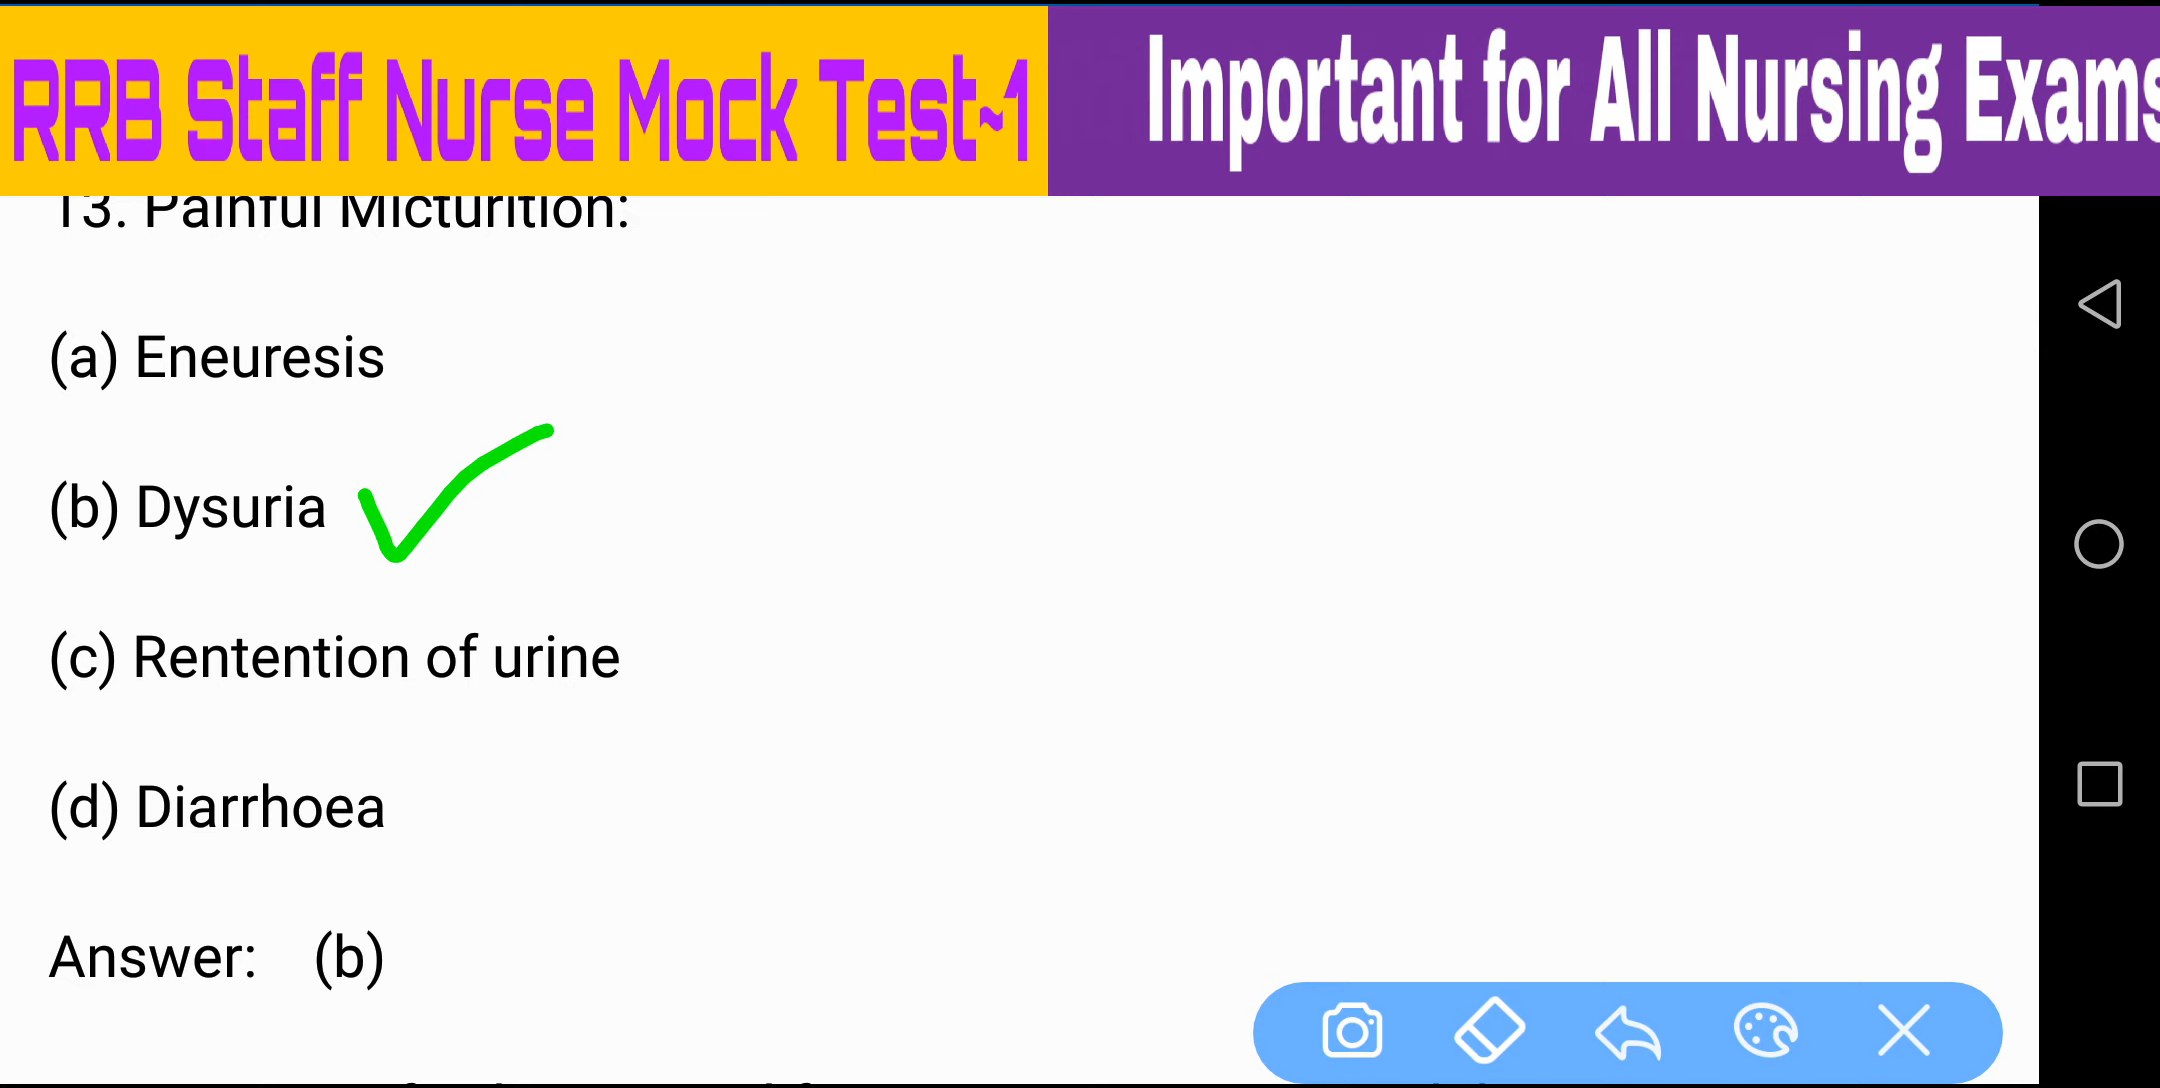 RRB Staff Nurse Mock Test~1
Important for All Nursing Exams
13. Painful Micturition:
(a) Eneuresis
(b) Dysuria
(c) Rentention of urine
(d) Diarrhoea
Answer: (b)